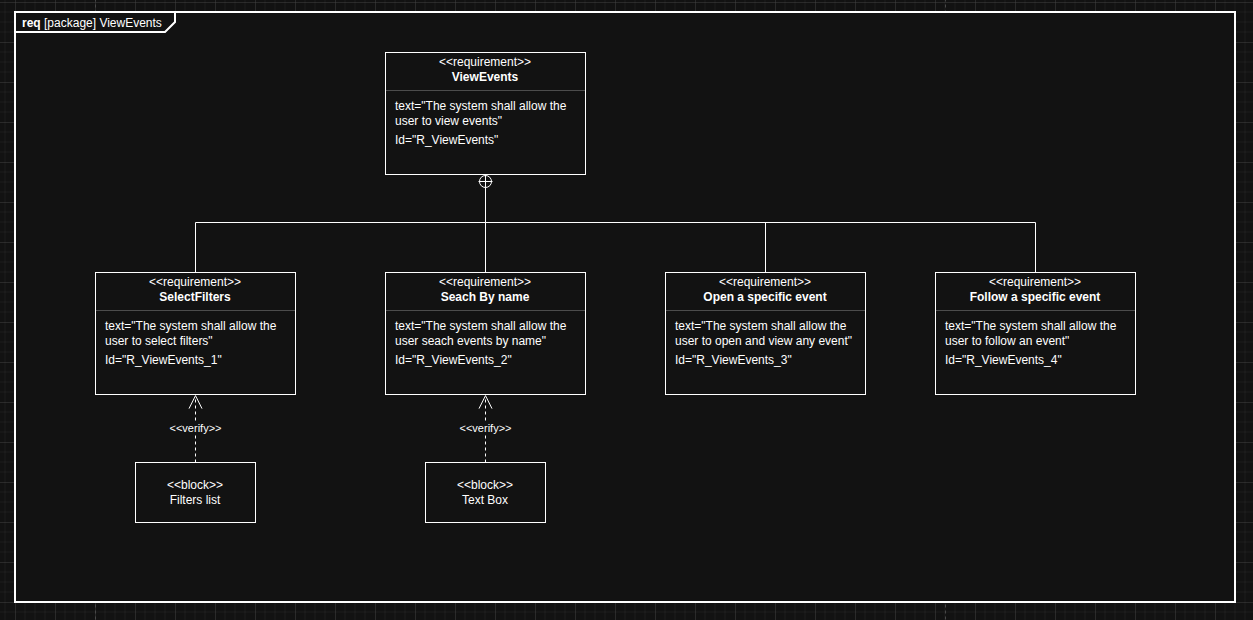 req [package] ViewEvents
<<requirement>>
ViewEvents
text="The system shall allow the
user to view events"
Id="R_ViewEvents"
<<requirement>>
SelectFilters
text="The system shall allow the
user to select filters"
Id="R_ViewEvents_1"
<<requirement>>
Seach By name
text="The system shall allow the
user seach events by name"
Id="R_ViewEvents_2"
<<requirement>>
Open a specific event
text="The system shall allow the
user to open and view any event"
Id="R_ViewEvents_3"
<<requirement>>
Follow a specific event
text="The system shall allow the
user to follow an event"
Id="R_ViewEvents_4"
<<verify>>
<<verify>>
<<block>>
Filters list
<<block>>
Text Box